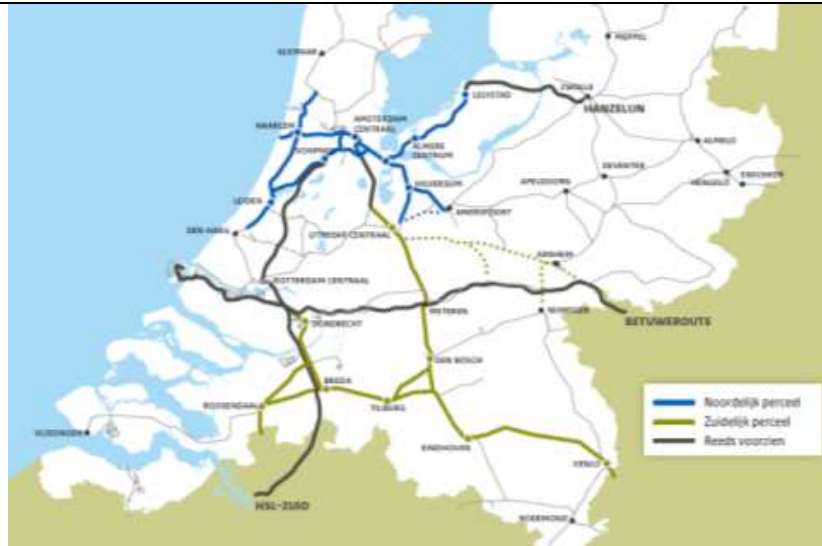 MEPPEL
ALKMAAR
ZWOLLE
LELYSTAD
HANZELIJN
AMSTERDAM
CENTRAAL
HAARLEM
ALMERE
CENTRUM
ALMELO
SCHIPHOL
DEVENTER
HENGELO
ENSCHEDE
HILVERSUM
APELDOORN
LEIDEN
AMERSFOORT
DEN HAAG
UTRECHT CENTRAAL
ARNHEM
ROTTERDAM CENTRAAL
METEREN
NIJMEGEN
BETUWEROUTE
DORDRECHT
DEN BOSCH
BREDA
Noordelijk perceel
ROOSENDAAL
TILBURG
Zuidelijk perceel
VLISSINGEN
Reeds voorzien
EINDHOVEN
VENLO
HSL-ZUID
ROERMOND